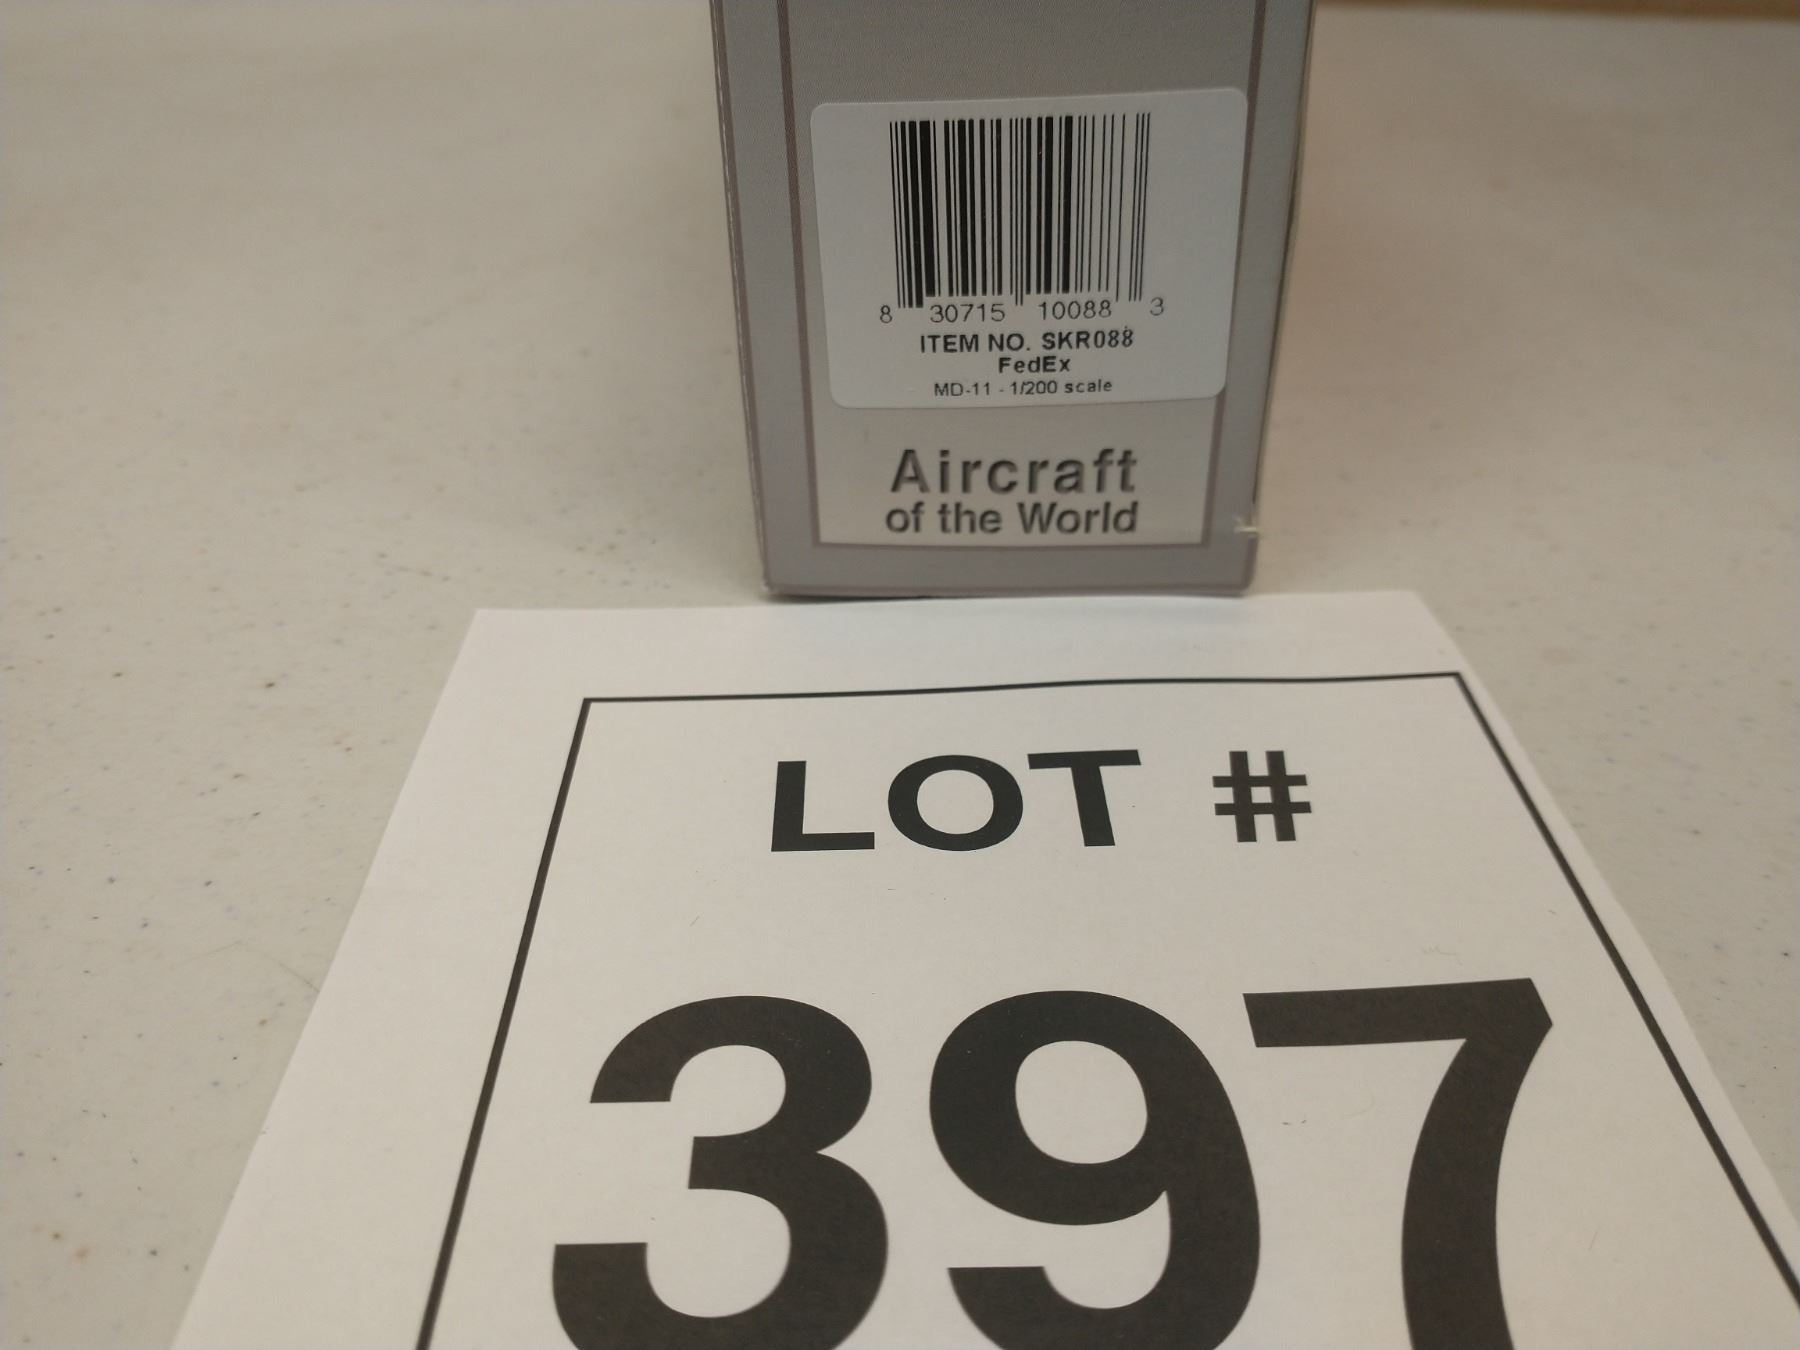 8 30715 10088 3
ITEM NO. SKR088
FedEx
MD-11 - 1/200 scale
Aircraft
of the World
LOT #
397